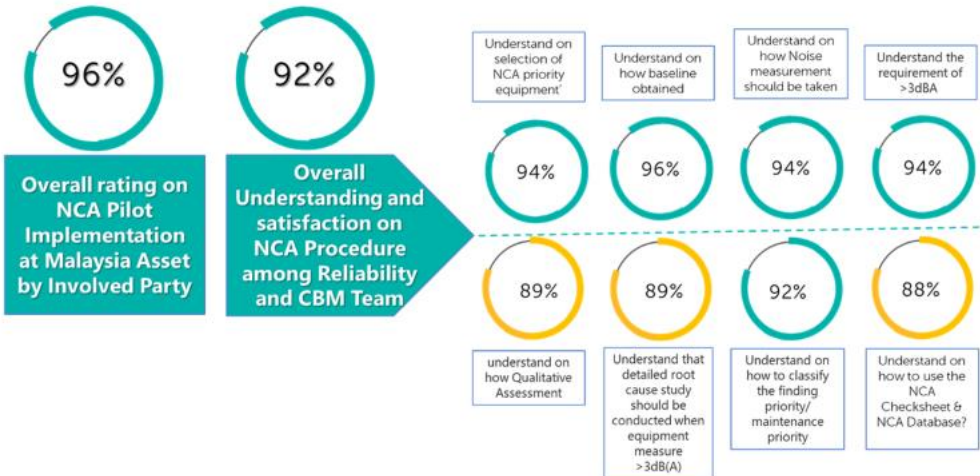 96%
Overall rating on
NCA Pilot
Implementation
at Malaysia Asset
by Involved Party
92%
Overall
Understanding and
satisfaction on
NCA Procedure
among Reliability
and CBM Team
Understand on
selection of
NCA priority
equipment'
Understand on
how baseline
obtained
Understand on
how Noise
measurement
should be taken
Understand the
requirement of
>3dBA
94%
96%
94%
94%
89%
89%
92%
88%
understand on
how Qualitative
Assessment
Understand that
detailed root
cause study
should be
conducted when
equipment
measure
>3dB(A)
Understand on
how to classify
the finding
priority/
maintenance
priority
Understand on
how to use the
NCA
Checksheet &
NCA Database?